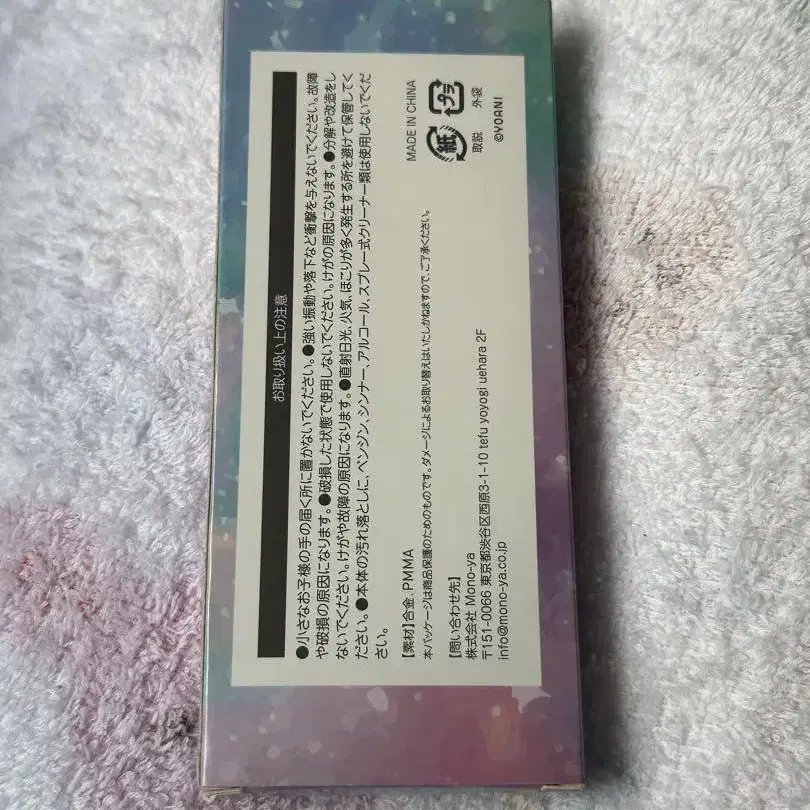 お取り扱い上の注意
●小さなお子様の手の届く所に置かないでください。●強い振動や落下など衝撃を与えないでください。故障
や破損の原因になります。●破損した状態で使用しないでください。けがの原因になります。●分解や改造をし
ないでください。けがや故障の原因になります。●直射日光、火気、ほこりが多く発生する所を避けて保管してく
ださい。●本体の汚れ落としに、ベンジン、シンナー、アルコール、スプレー式クリーナー類は使用しないでくだ
さい。
【素材】合金、PMMA
本パッケージは商品保護のためのものです。ダメージによるお取り替えはいたしかねますので、ご了承ください。
【問い合わせ先】
株式会社 Mono-ya
〒151-0066 東京都渋谷区西原3-1-10 tefu yoyogi uehara 2F
info@mono-ya.co.jp
MADE IN CHINA
紙 プラ
取説 外袋
©YOANI